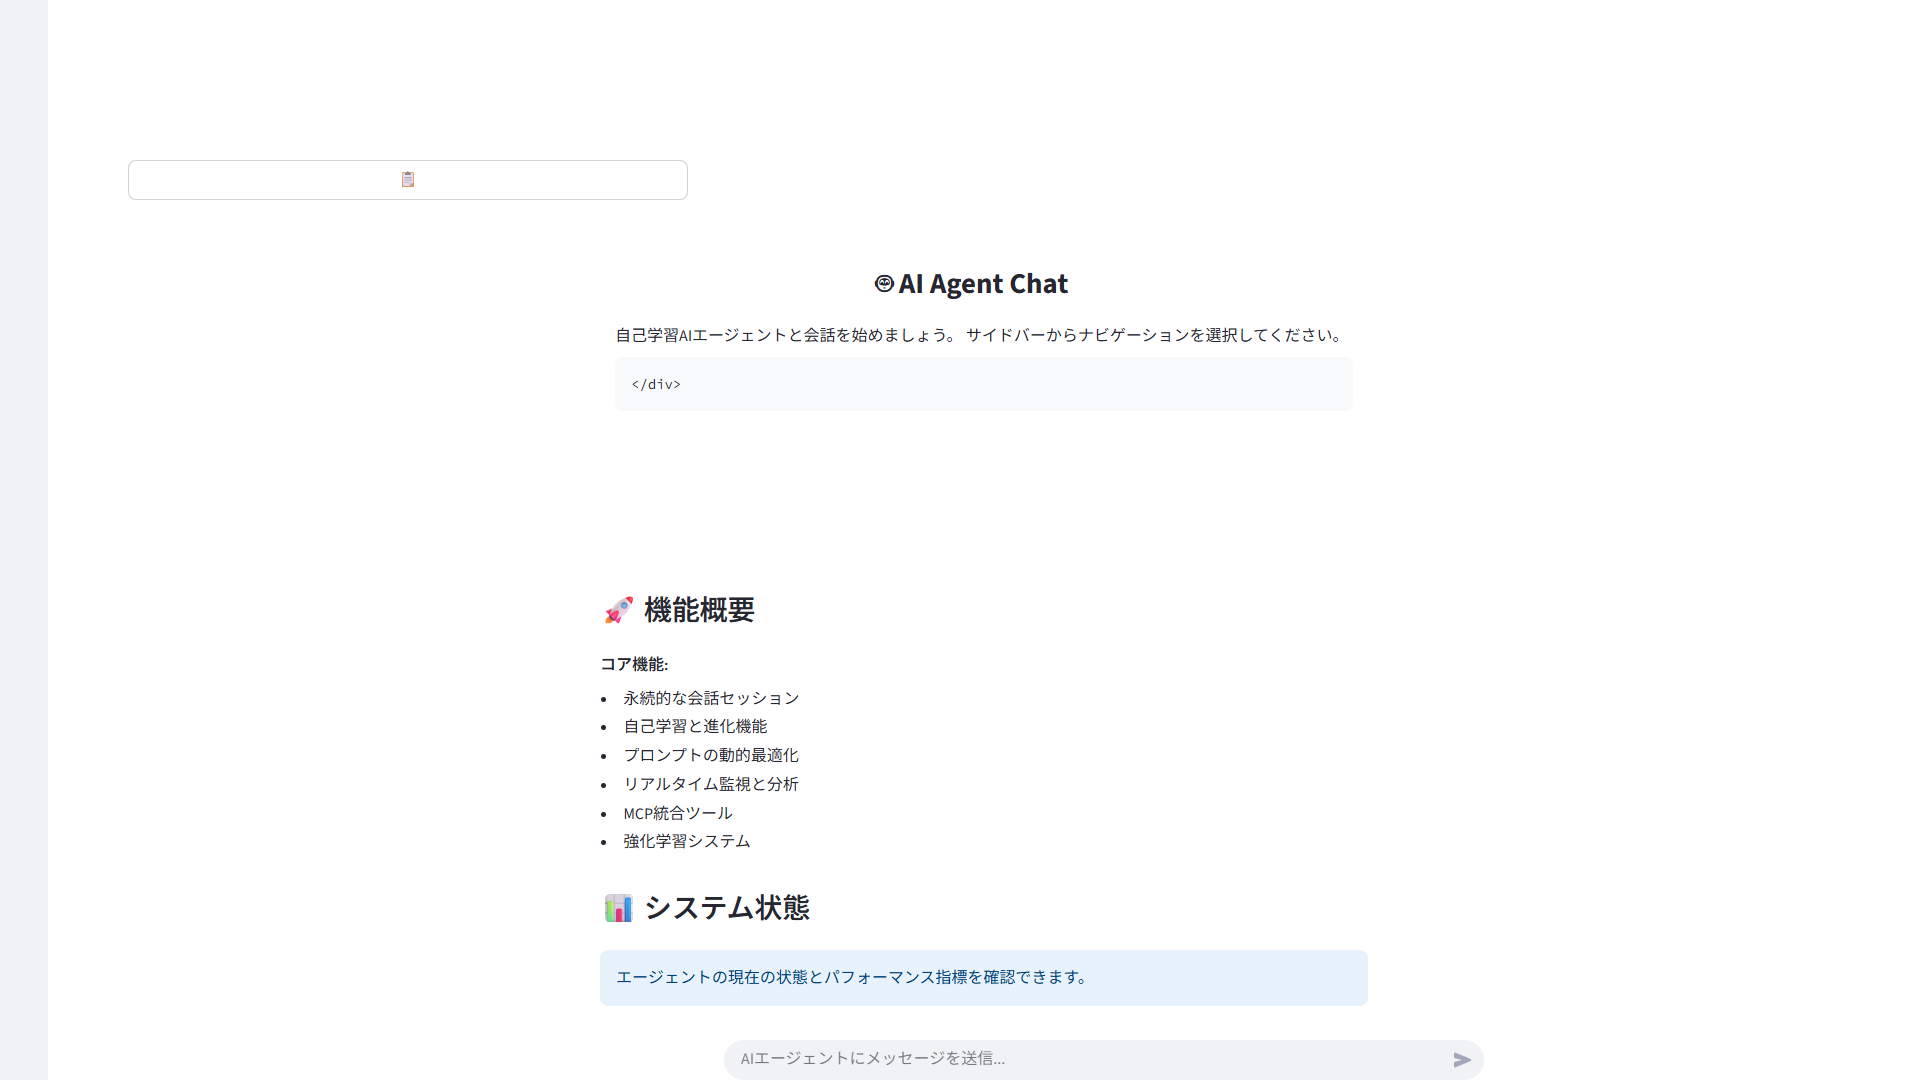 AI Agent Chat
自己学習AIエージェントと会話を始めましょう。 サイドバーからナビゲーションを選択してください。
</div>
🚀 機能概要
コア機能:
• 永続的な会話セッション
• 自己学習と進化機能
• プロンプトの動的最適化
• リアルタイム監視と分析
• MCP統合ツール
• 強化学習システム
📊 システム状態
エージェントの現在の状態とパフォーマンス指標を確認できます。
AIエージェントにメッセージを送信...